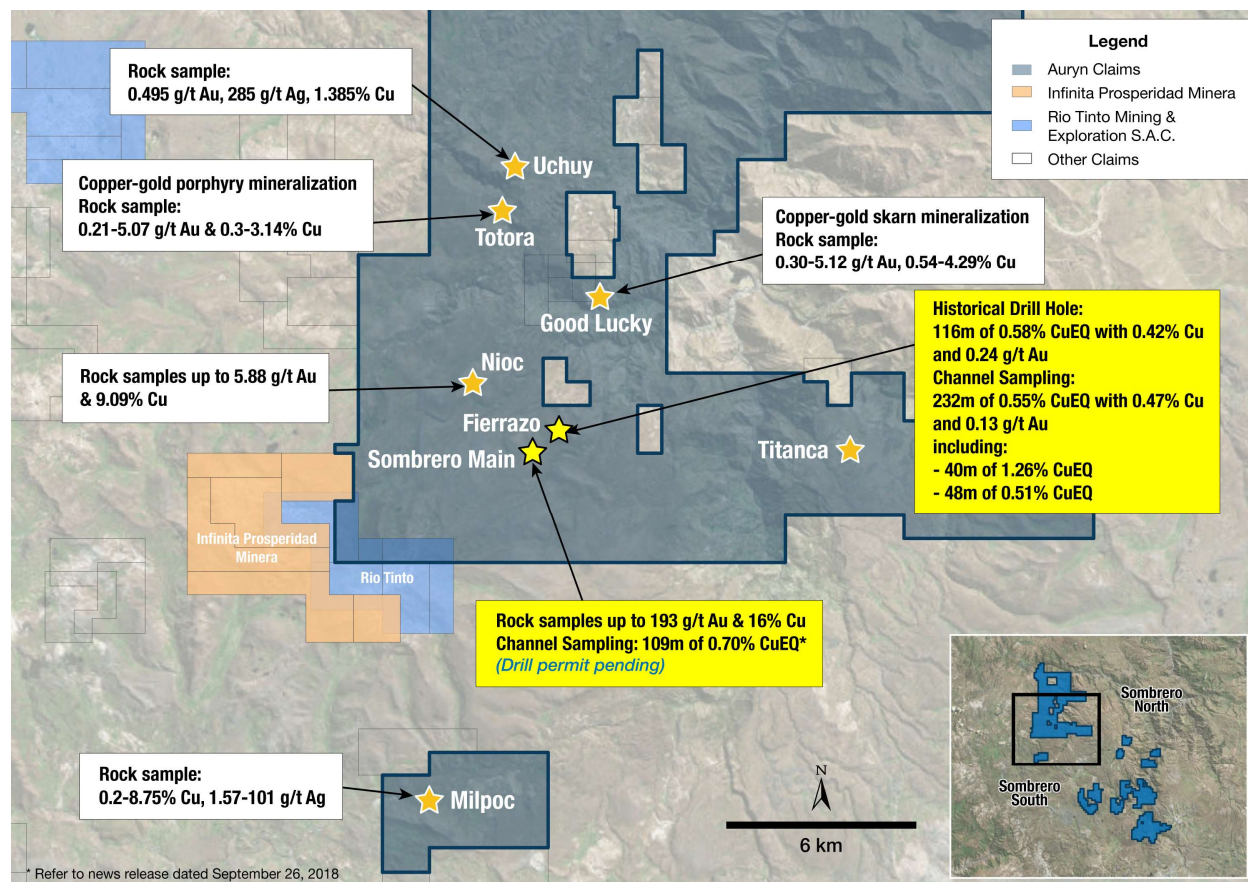 Rock sample:
0.495 g/t Au, 285 g/t Ag, 1.385% Cu
Legend
Auryn Claims
Infinita Prosperidad Minera
Rio Tinto Mining &
Exploration S.A.C.
Other Claims
Uchuy
Copper-gold porphyry mineralization
Rock sample:
0.21-5.07 g/t Au & 0.3-3.14% Cu
Totora
Copper-gold skarn mineralization
Rock sample:
0.30-5.12 g/t Au, 0.54-4.29% Cu
Good Lucky
Historical Drill Hole:
116m of 0.58% CuEQ with 0.42% Cu
and 0.24 g/t Au
Channel Sampling:
232m of 0.55% CuEQ with 0.47% Cu
and 0.13 g/t Au
including:
- 40m of 1.26% CuEQ
- 48m of 0.51% CuEQ
Rock samples up to 5.88 g/t Au
& 9.09% Cu
Nioc
Fierrazo
Sombrero Main
Titanca
Infinita Prosperidad
Minera
Rio Tinto
Rock samples up to 193 g/t Au & 16% Cu
Channel Sampling: 109m of 0.70% CuEQ*
(Drill permit pending)
Rock sample:
0.2-8.75% Cu, 1.57-101 g/t Ag
Milpoc
N
6 km
Sombrero
North
Sombrero
South
* Refer to news release dated September 26, 2018